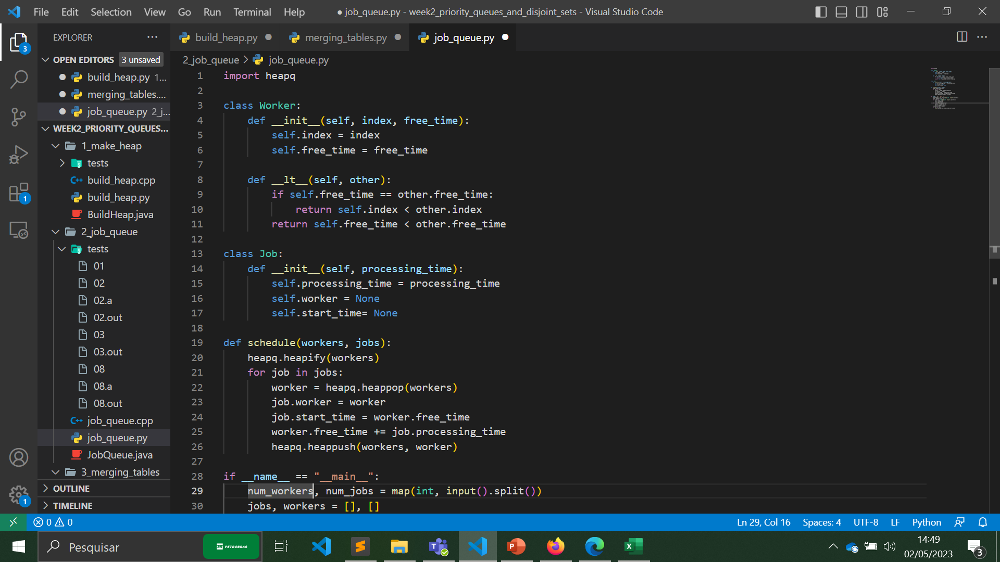 File Edit Selection View Go Run Terminal Help
● job_queue.py - week2_priority_queues_and_disjoint_sets - Visual Studio Code
EXPLORER
3
OPEN EDITORS 3 unsaved
build_heap.py 1...
merging_tables....
job_queue.py 2_j...
WEEK2_PRIORITY_QUEUES...
1_make_heap
tests
build_heap.cpp
build_heap.py
BuildHeap.java
2_job_queue
tests
01
02
02.a
02.out
03
03.out
08
08.a
08.out
job_queue.cpp
job_queue.py
JobQueue.java
3_merging_tables
OUTLINE
TIMELINE
1
1
build_heap.py
merging_tables.py
job_queue.py
2_job_queue > job_queue.py
1 import heapq
2
3 class Worker:
4 def __init__(self, index, free_time):
5 self.index = index
6 self.free_time = free_time
7
8 def __lt__(self, other):
9 if self.free_time == other.free_time:
10 return self.index < other.index
11 return self.free_time < other.free_time
12
13 class Job:
14 def __init__(self, processing_time):
15 self.processing_time = processing_time
16 self.worker = None
17 self.start_time= None
18
19 def schedule(workers, jobs):
20 heapq.heapify(workers)
21 for job in jobs:
22 worker = heapq.heappop(workers)
23 job.worker = worker
24 job.start_time = worker.free_time
25 worker.free_time += job.processing_time
26 heapq.heappush(workers, worker)
27
28 if __name__ == "__main__":
29 num_workers, num_jobs = map(int, input().split())
30 jobs, workers = [], []
0 0
Ln 29, Col 16 Spaces: 4 UTF-8 LF Python
Pesquisar
BR PETROBRAS
14:49
02/05/2023
3